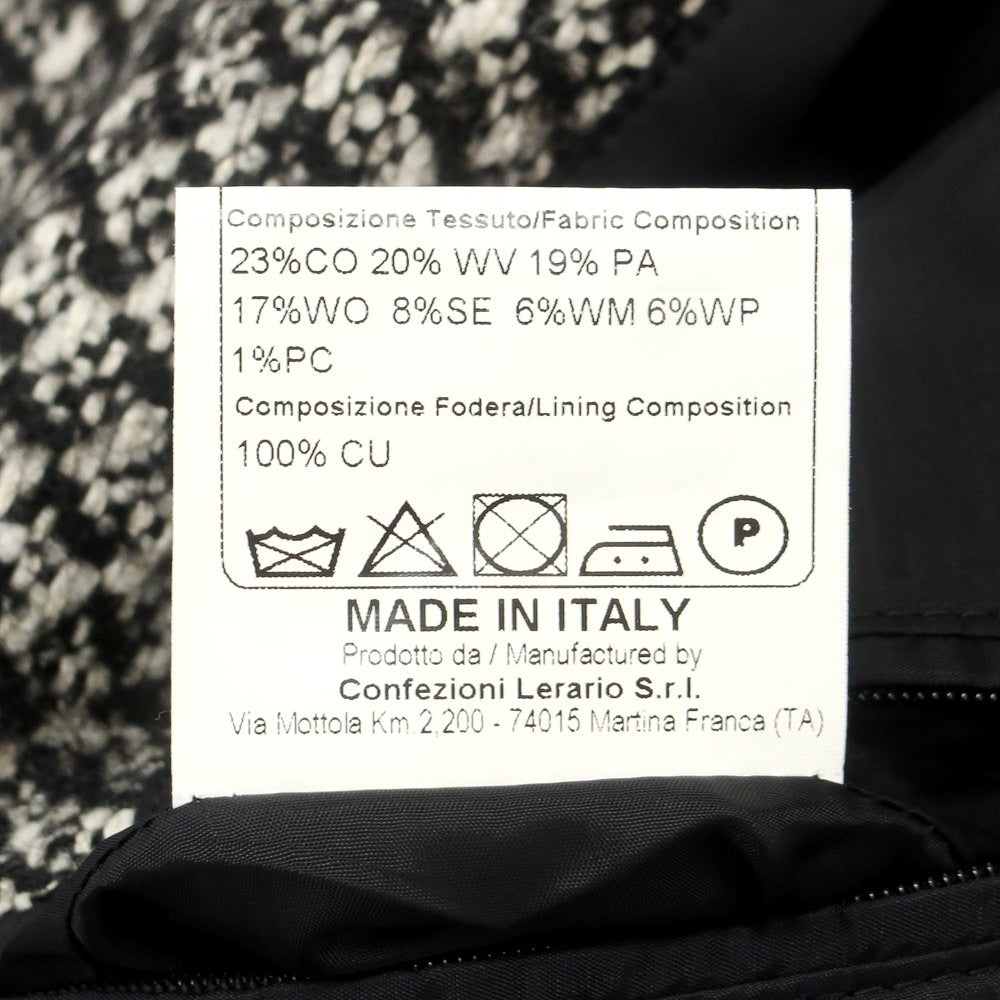 Composizione Tessuto/Fabric Composition
23%CO 20% WV 19% PA
17%WO 8%SE 6%WM 6%WP
1%PC
Composizione Fodera/Lining Composition
100% CU
P
MADE IN ITALY
Prodotto da / Manufactured by
Confezioni Lerario S.r.l.
Via Mottola Km 2,200 - 74015 Martina Franca (TA)